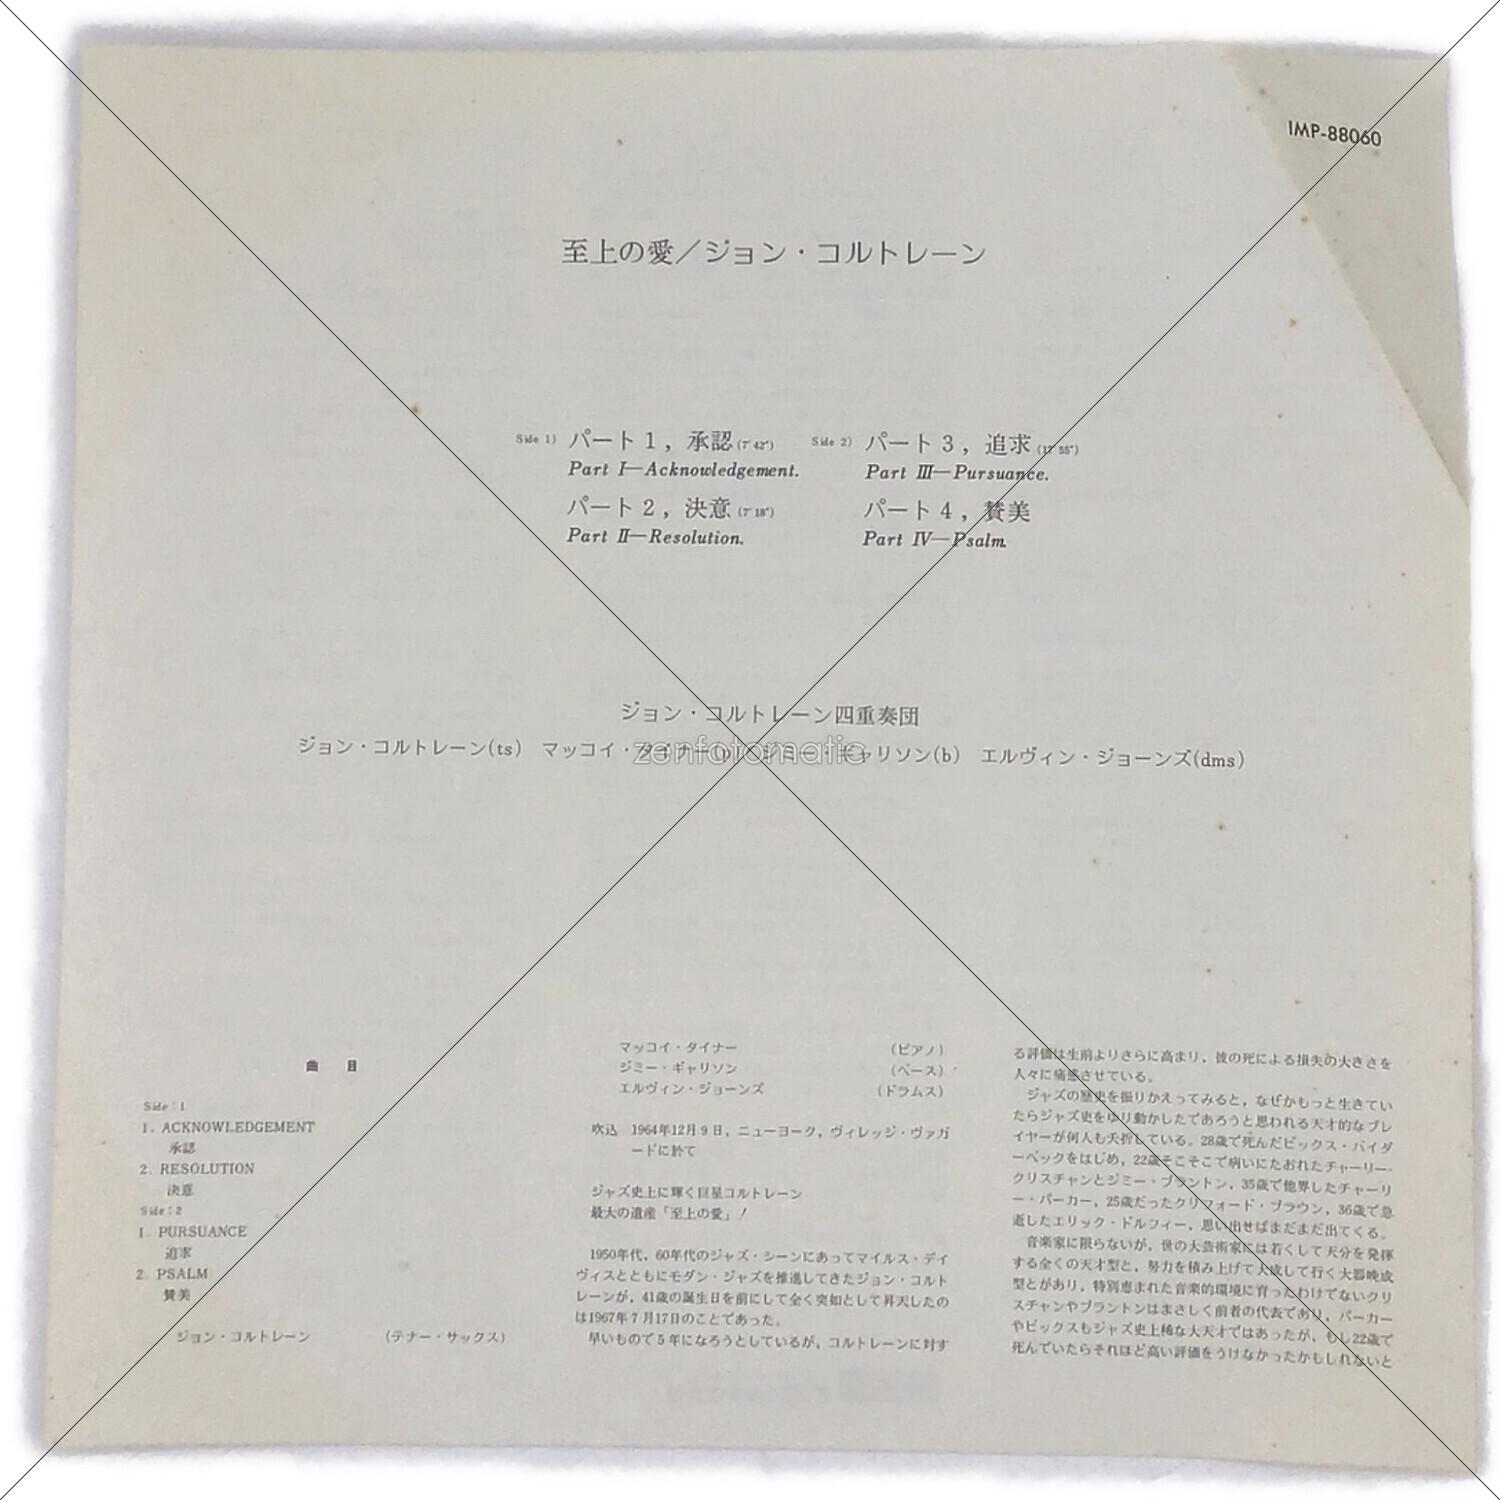 IMP-88060
至上の愛／ジョン・コルトレーン
Side 1) パート 1 , 承認 (7′42″)
Part I—Acknowledgement.
パート 2 , 決意 (7′18″)
Part II—Resolution.
Side 2) パート 3 , 追求 (17′55″)
Part III—Pursuance.
パート 4 , 賛美
Part IV—Psalm.
ジョン・コルトレーン四重奏団
ジョン・コルトレーン(ts) マッコイ・タイナー(p) ジミー・ギャリソン(b) エルヴィン・ジョーンズ(dms)
zenfotomatic
曲 目
Side : 1
1. ACKNOWLEDGEMENT
承認
2. RESOLUTION
決意
Side : 2
1. PURSUANCE
追求
2. PSALM
賛美
ジョン・コルトレーン (テナー・サックス)
マッコイ・タイナー (ピアノ)
ジミー・ギャリソン (ベース)
エルヴィン・ジョーンズ (ドラムス)
吹込 1964年12月9日，ニューヨーク，ヴィレッジ・ヴァガ
ードに於て
ジャズ史上に輝く巨星コルトレーン
最大の遺産「至上の愛」！
1950年代，60年代のジャズ・シーンにあってマイルス・デイ
ヴィスとともにモダン・ジャズを推進してきたジョン・コルト
レーンが，41歳の誕生日を前にして全く突如として昇天したの
は1967年7月17日のことであった。
早いもので5年になろうとしているが，コルトレーンに対す
る評価は生前よりさらに高まり，彼の死による損失の大きさを
人々に痛感させている。
ジャズの歴史を振りかえってみると，なぜかもっと生きてい
たらジャズ史をゆり動かしたであろうと思われる天才的なプレ
イヤーが何人も夭折している。28歳で死んだビックス・バイダ
ーベックをはじめ，22歳そこそこで病いにたおれたチャーリー・
クリスチャンとジミー・ブラントン，35歳で他界したチャーリ
ー・パーカー，25歳だったクリフォード・ブラウン，36歳で急
逝したエリック・ドルフィー，思い出せばまだまだ出てくる。
音楽家に限らないが，世の大芸術家には若くして天分を発揮
する全くの天才型と，努力を積み上げて大成して行く大器晩成
型とがあり，特別恵まれた音楽的環境に育ったわけでないクリ
スチャンやブラントンはまさしく前者の代表であり，パーカー
やビックスもジャズ史上稀な大天才ではあったが，もし22歳で
死んでいたらそれほど高い評価をうけなかったかもしれないと